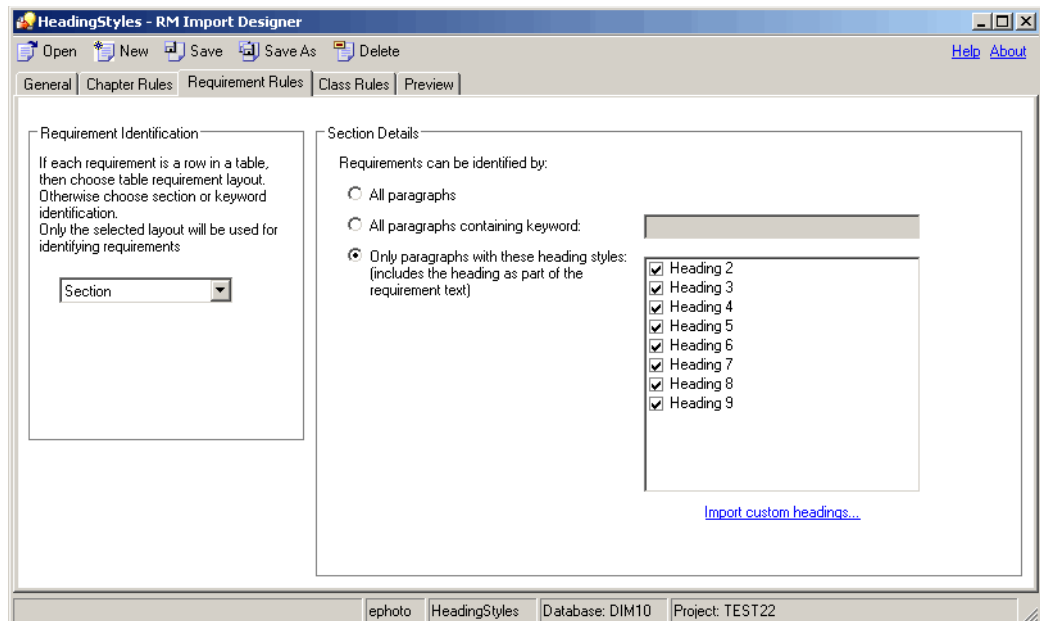 HeadingStyles - RM Import Designer
Open New Save Save As Delete Help About
General Chapter Rules Requirement Rules Class Rules Preview
Requirement Identification
If each requirement is a row in a table,
then choose table requirement layout.
Otherwise choose section or keyword
identification.
Only the selected layout will be used for
identifying requirements
Section
Section Details
Requirements can be identified by:
All paragraphs
All paragraphs containing keyword:
Only paragraphs with these heading styles:
(includes the heading as part of the
requirement text)
Heading 2
Heading 3
Heading 4
Heading 5
Heading 6
Heading 7
Heading 8
Heading 9
Import custom headings...
ephoto HeadingStyles Database: DIM10 Project: TEST22